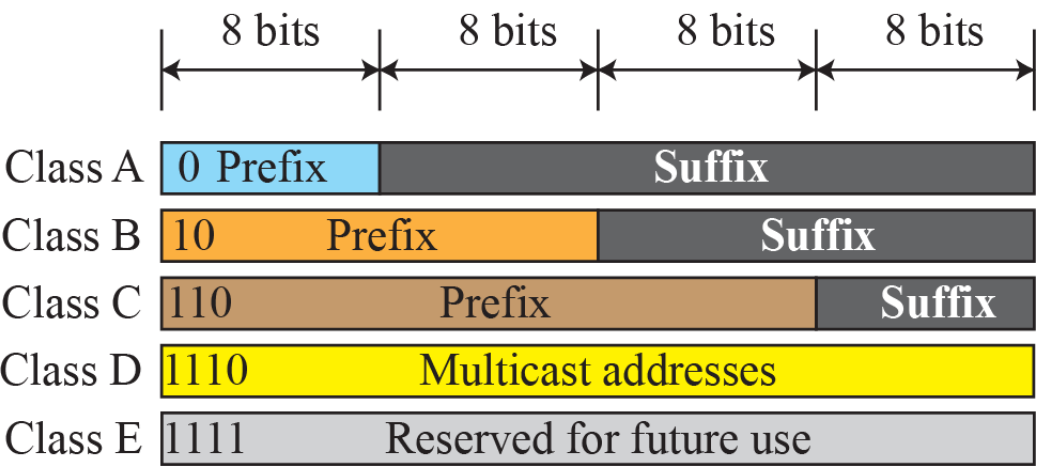 8 bits 8 bits 8 bits 8 bits
Class A 0 Prefix Suffix
Class B 10 Prefix Suffix
Class C 110 Prefix Suffix
Class D 1110 Multicast addresses
Class E 1111 Reserved for future use